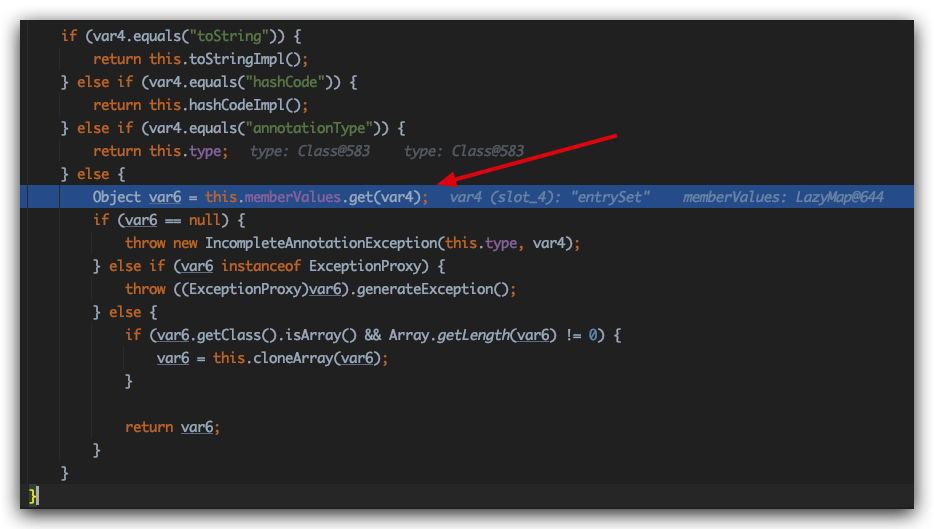 if (var4.equals("toString")) {
return this.toStringImpl();
} else if (var4.equals("hashCode")) {
return this.hashCodeImpl();
} else if (var4.equals("annotationType")) {
return this.type; type: Class@583 type: Class@583
} else {
Object var6 = this.memberValues.get(var4); var4 (slot_4): "entrySet" memberValues: LazyMap@644
if (var6 == null) {
throw new IncompleteAnnotationException(this.type, var4);
} else if (var6 instanceof ExceptionProxy) {
throw ((ExceptionProxy)var6).generateException();
} else {
if (var6.getClass().isArray() && Array.getLength(var6) != 0) {
var6 = this.cloneArray(var6);
}
return var6;
}
}
}